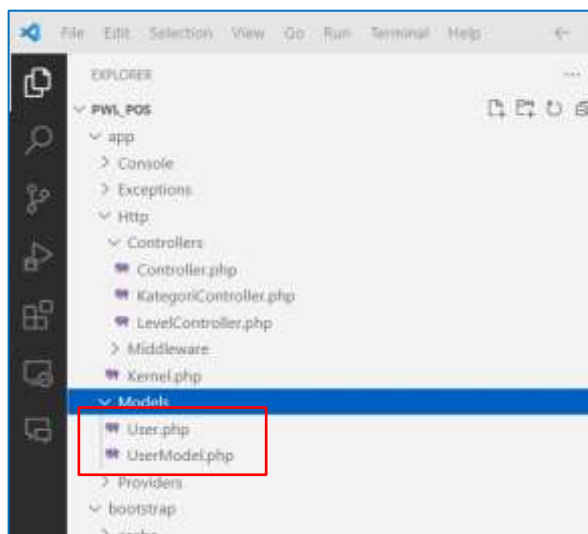 File Edit Selection View Go Run Terminal Help
EXPLORER
PWL_POS
app
Console
Exceptions
Http
Controllers
Controller.php
KategoriController.php
LevelController.php
Middleware
Kernel.php
Models
User.php
UserModel.php
Providers
bootstrap